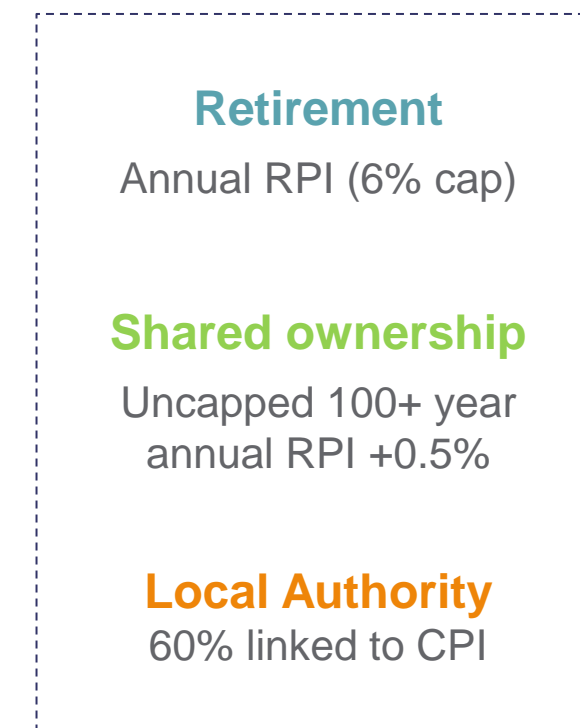 Retirement
Annual RPI (6% cap)
Shared ownership
Uncapped 100+ year
annual RPI +0.5%
Local Authority
60% linked to CPI